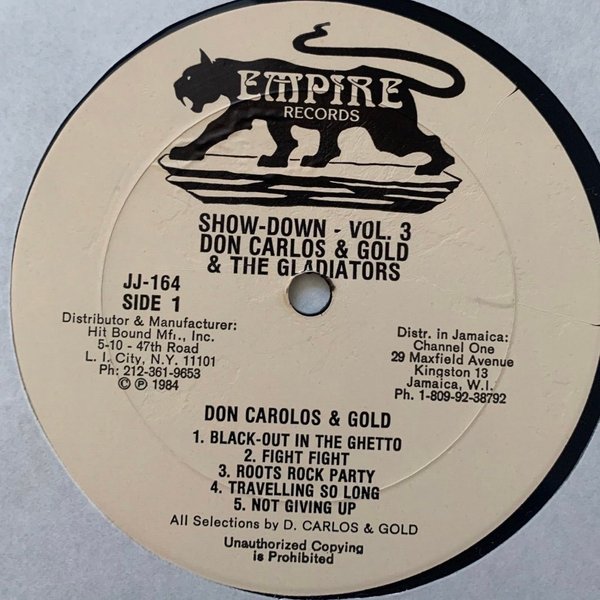 EMPIRE
RECORDS
SHOW-DOWN - VOL. 3
DON CARLOS & GOLD
& THE GLADIATORS
JJ-164
SIDE 1
Distributor & Manufacturer:
Hit Bound Mfı., Inc.
5-10 - 47th Road
L. I. City, N.Y. 11101
Ph: 212-361-9653
© ℗ 1984
Distr. in Jamaica:
Channel One
29 Maxfield Avenue
Kingston 13
Jamaica, W.I.
Ph. 1-809-92-38792
DON CAROLOS & GOLD
1. BLACK-OUT IN THE GHETTO
2. FIGHT FIGHT
3. ROOTS ROCK PARTY
4. TRAVELLING SO LONG
5. NOT GIVING UP
All Selections by D. CARLOS & GOLD
Unauthorized Copying
is Prohibited